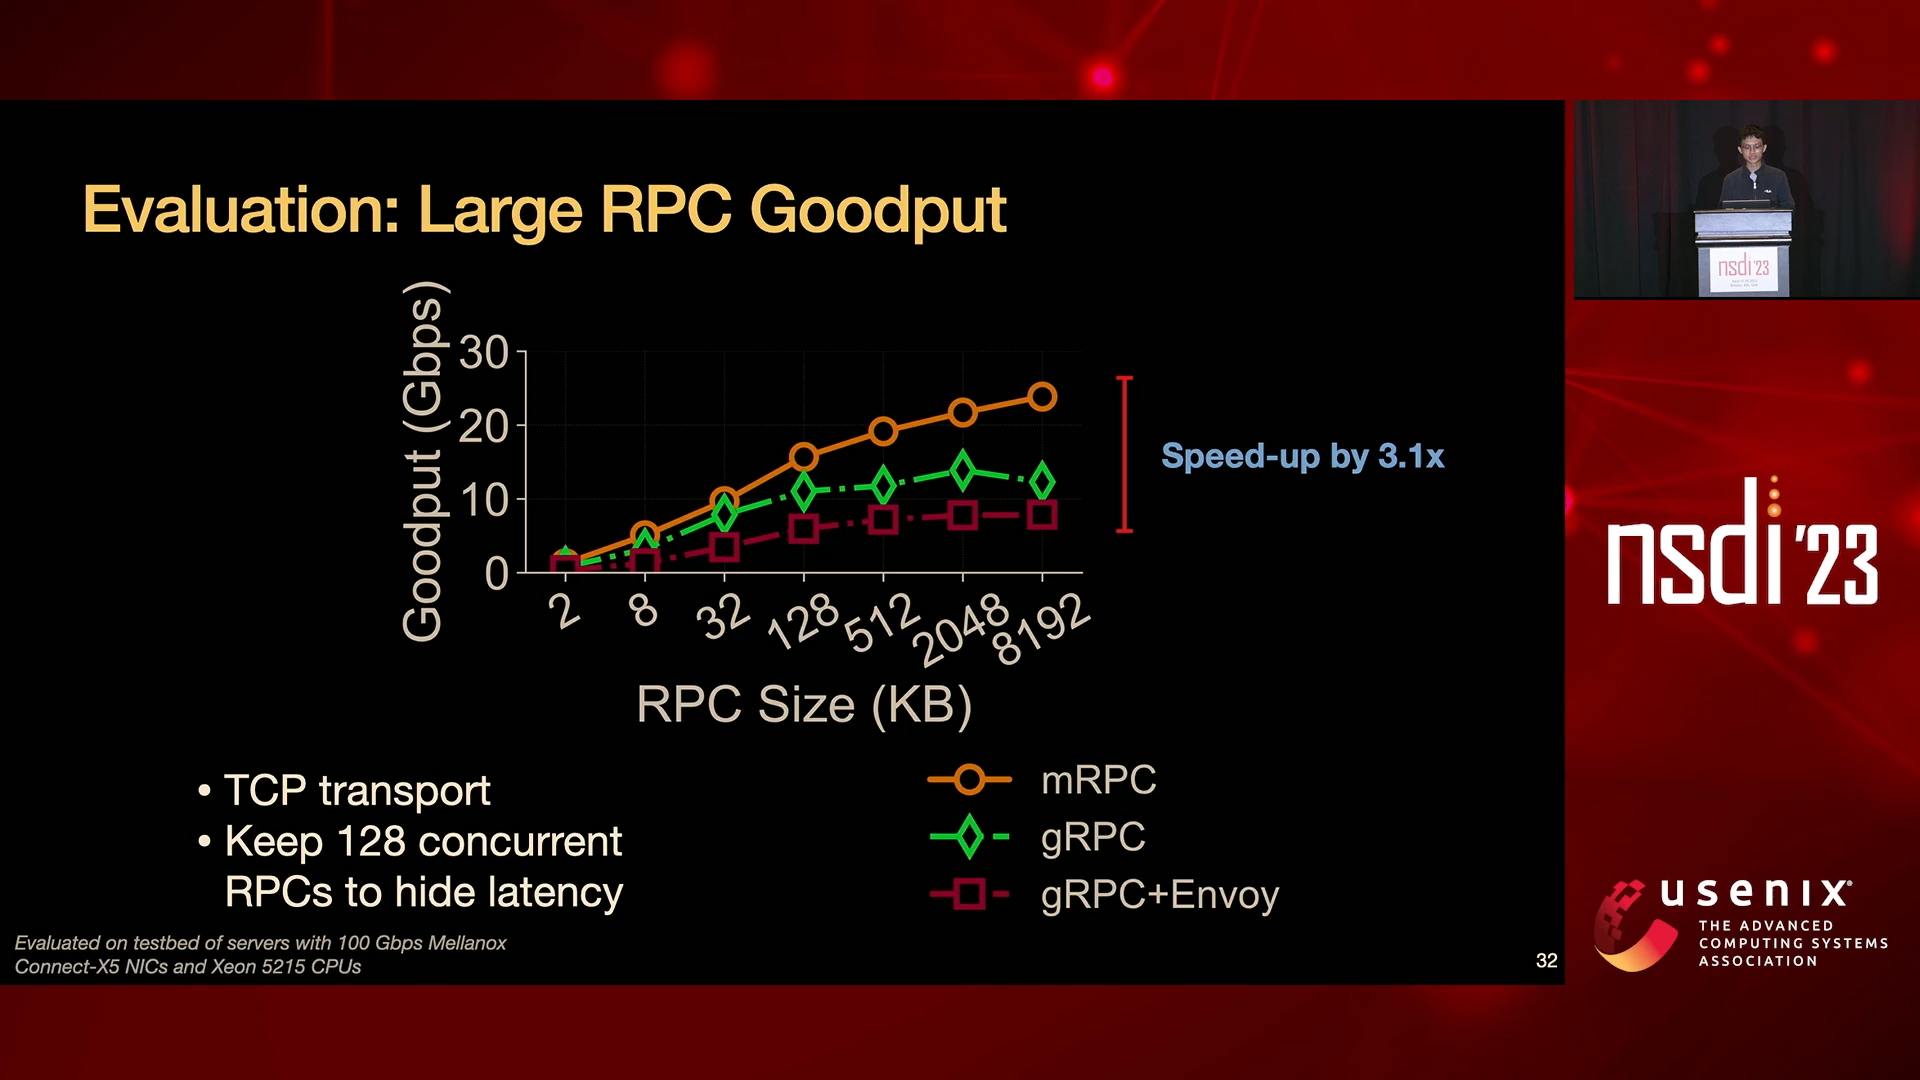 Evaluation: Large RPC Goodput
Goodput (Gbps)
30
20
10
0
2
8
32
128
512
2048
8192
RPC Size (KB)
Speed-up by 3.1x
• TCP transport
• Keep 128 concurrent
RPCs to hide latency
mRPC
gRPC
gRPC+Envoy
Evaluated on testbed of servers with 100 Gbps Mellanox
Connect-X5 NICs and Xeon 5215 CPUs
32
nsdi'23
nsdi'23
usenix®
THE ADVANCED
COMPUTING SYSTEMS
ASSOCIATION